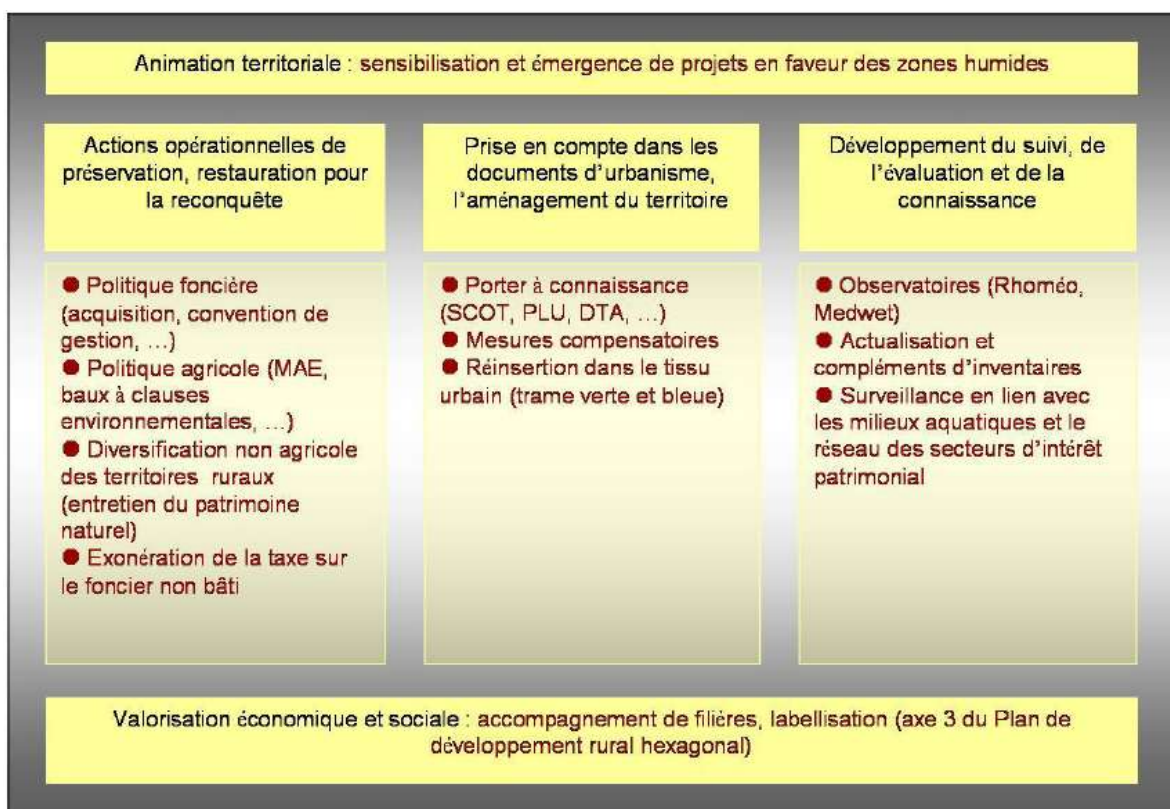 Animation territoriale : sensibilisation et émergence de projets en faveur des zones humides
Actions opérationnelles de
préservation, restauration pour
la reconquête
● Politique foncière
(acquisition, convention de
gestion, …)
● Politique agricole (MAE,
baux à clauses
environnementales, …)
● Diversification non agricole
des territoires ruraux
(entretien du patrimoine
naturel)
● Exonération de la taxe sur
le foncier non bâti
Prise en compte dans les
documents d’urbanisme,
l’aménagement du territoire
● Porter à connaissance
(SCOT, PLU, DTA, …)
● Mesures compensatoires
● Réinsertion dans le tissu
urbain (trame verte et bleue)
Développement du suivi, de
l’évaluation et de la
connaissance
● Observatoires (Rhoméo,
Medwet)
● Actualisation et
compléments d’inventaires
● Surveillance en lien avec
les milieux aquatiques et le
réseau des secteurs d’intérêt
patrimonial
Valorisation économique et sociale : accompagnement de filières, labellisation (axe 3 du Plan de
développement rural hexagonal)